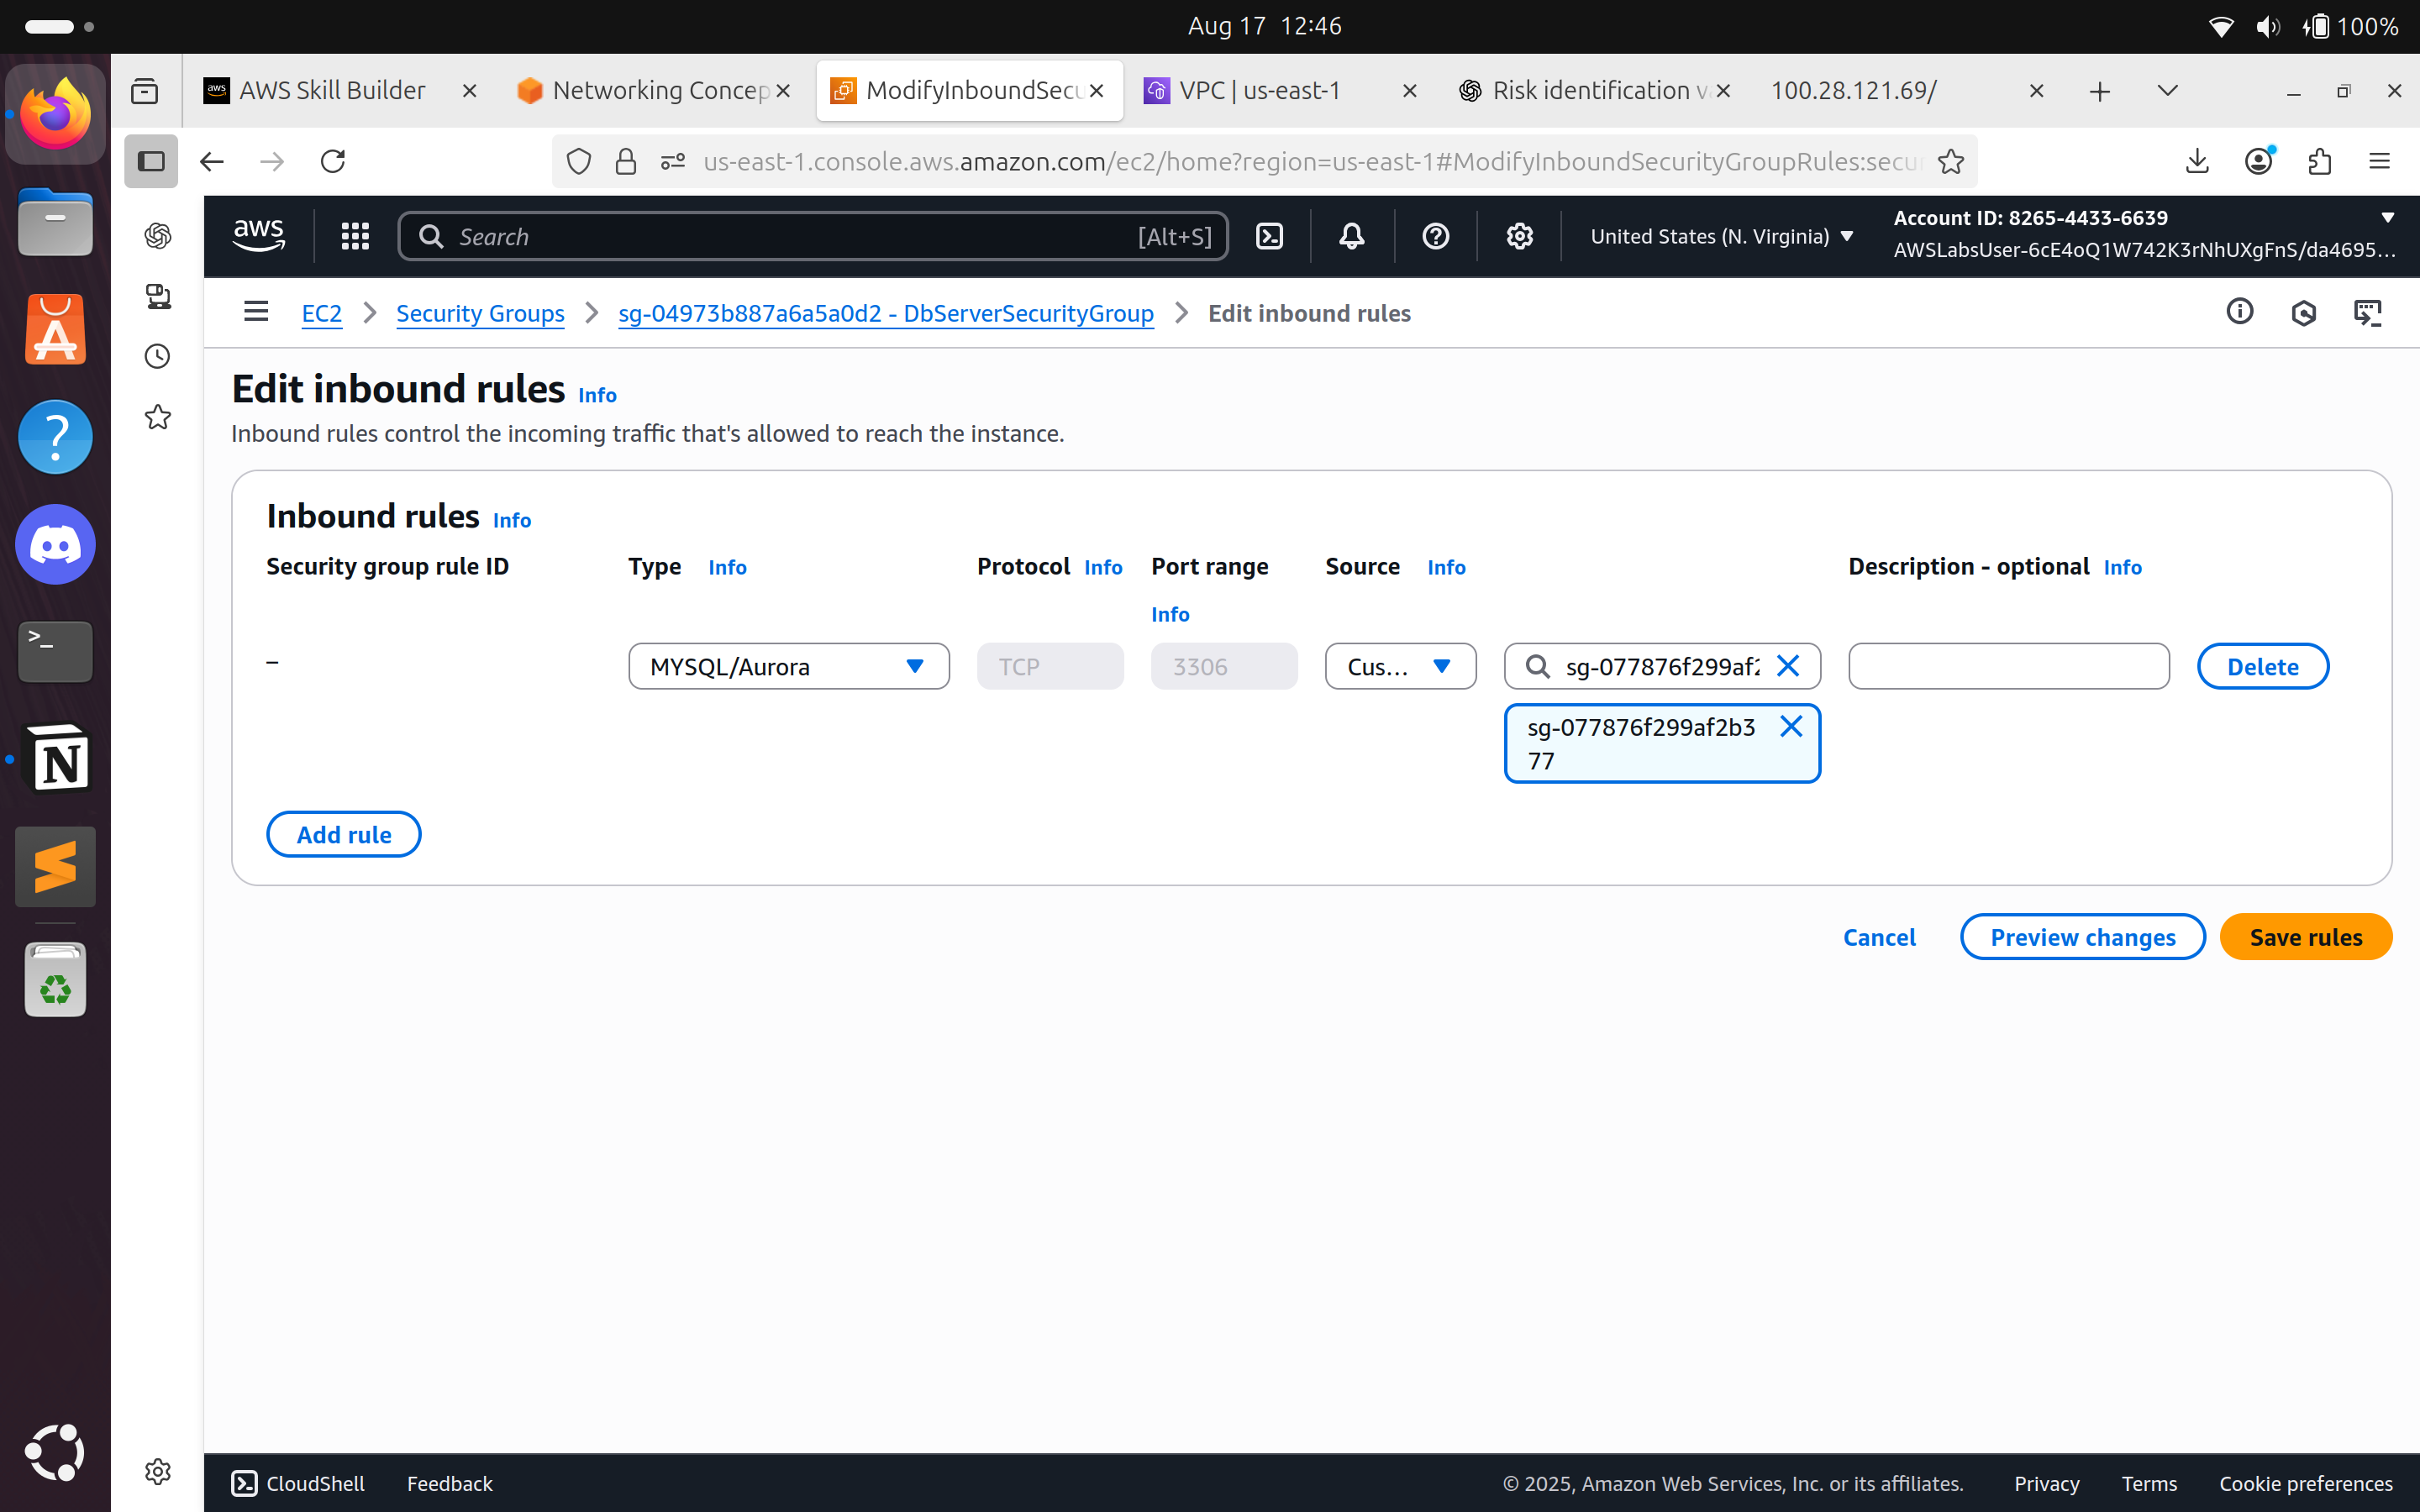 Aug 17 12:46
100%
AWS Skill Builder
Networking Concep
ModifyInboundSecu
VPC | us-east-1
Risk identification v
100.28.121.69/
us-east-1.console.aws.amazon.com/ec2/home?region=us-east-1#ModifyInboundSecurityGroupRules:secur
aws
Search
[Alt+S]
United States (N. Virginia)
Account ID: 8265-4433-6639
AWSLabsUser-6cE4oQ1W742K3rNhUXgFnS/da4695...
EC2 > Security Groups > sg-04973b887a6a5a0d2 - DbServerSecurityGroup > Edit inbound rules
Edit inbound rules Info
Inbound rules control the incoming traffic that's allowed to reach the instance.
Inbound rules Info
Security group rule ID Type Info Protocol Info Port range Info Source Info Description - optional Info
– MYSQL/Aurora TCP 3306 Cus... sg-077876f299af2 Delete
sg-077876f299af2b3
77
Add rule
Cancel Preview changes Save rules
CloudShell Feedback © 2025, Amazon Web Services, Inc. or its affiliates. Privacy Terms Cookie preferences